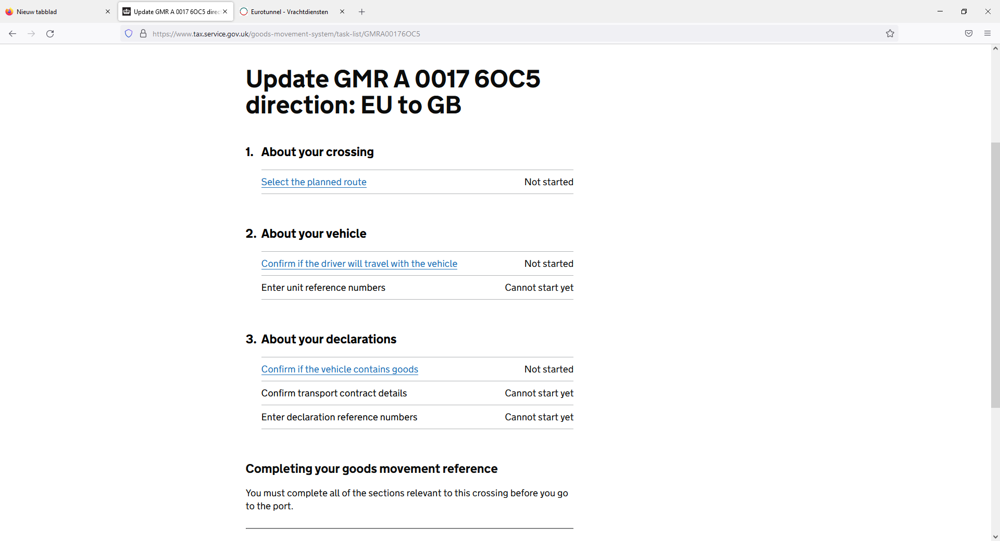 Nieuw tabblad
Update GMR A 0017 6OC5 direc
Eurotunnel - Vrachtdiensten
https://www.tax.service.gov.uk/goods-movement-system/task-list/GMRA00176OC5
Update GMR A 0017 6OC5
direction: EU to GB
1. About your crossing
Select the planned route Not started
2. About your vehicle
Confirm if the driver will travel with the vehicle Not started
Enter unit reference numbers Cannot start yet
3. About your declarations
Confirm if the vehicle contains goods Not started
Confirm transport contract details Cannot start yet
Enter declaration reference numbers Cannot start yet
Completing your goods movement reference
You must complete all of the sections relevant to this crossing before you go
to the port.